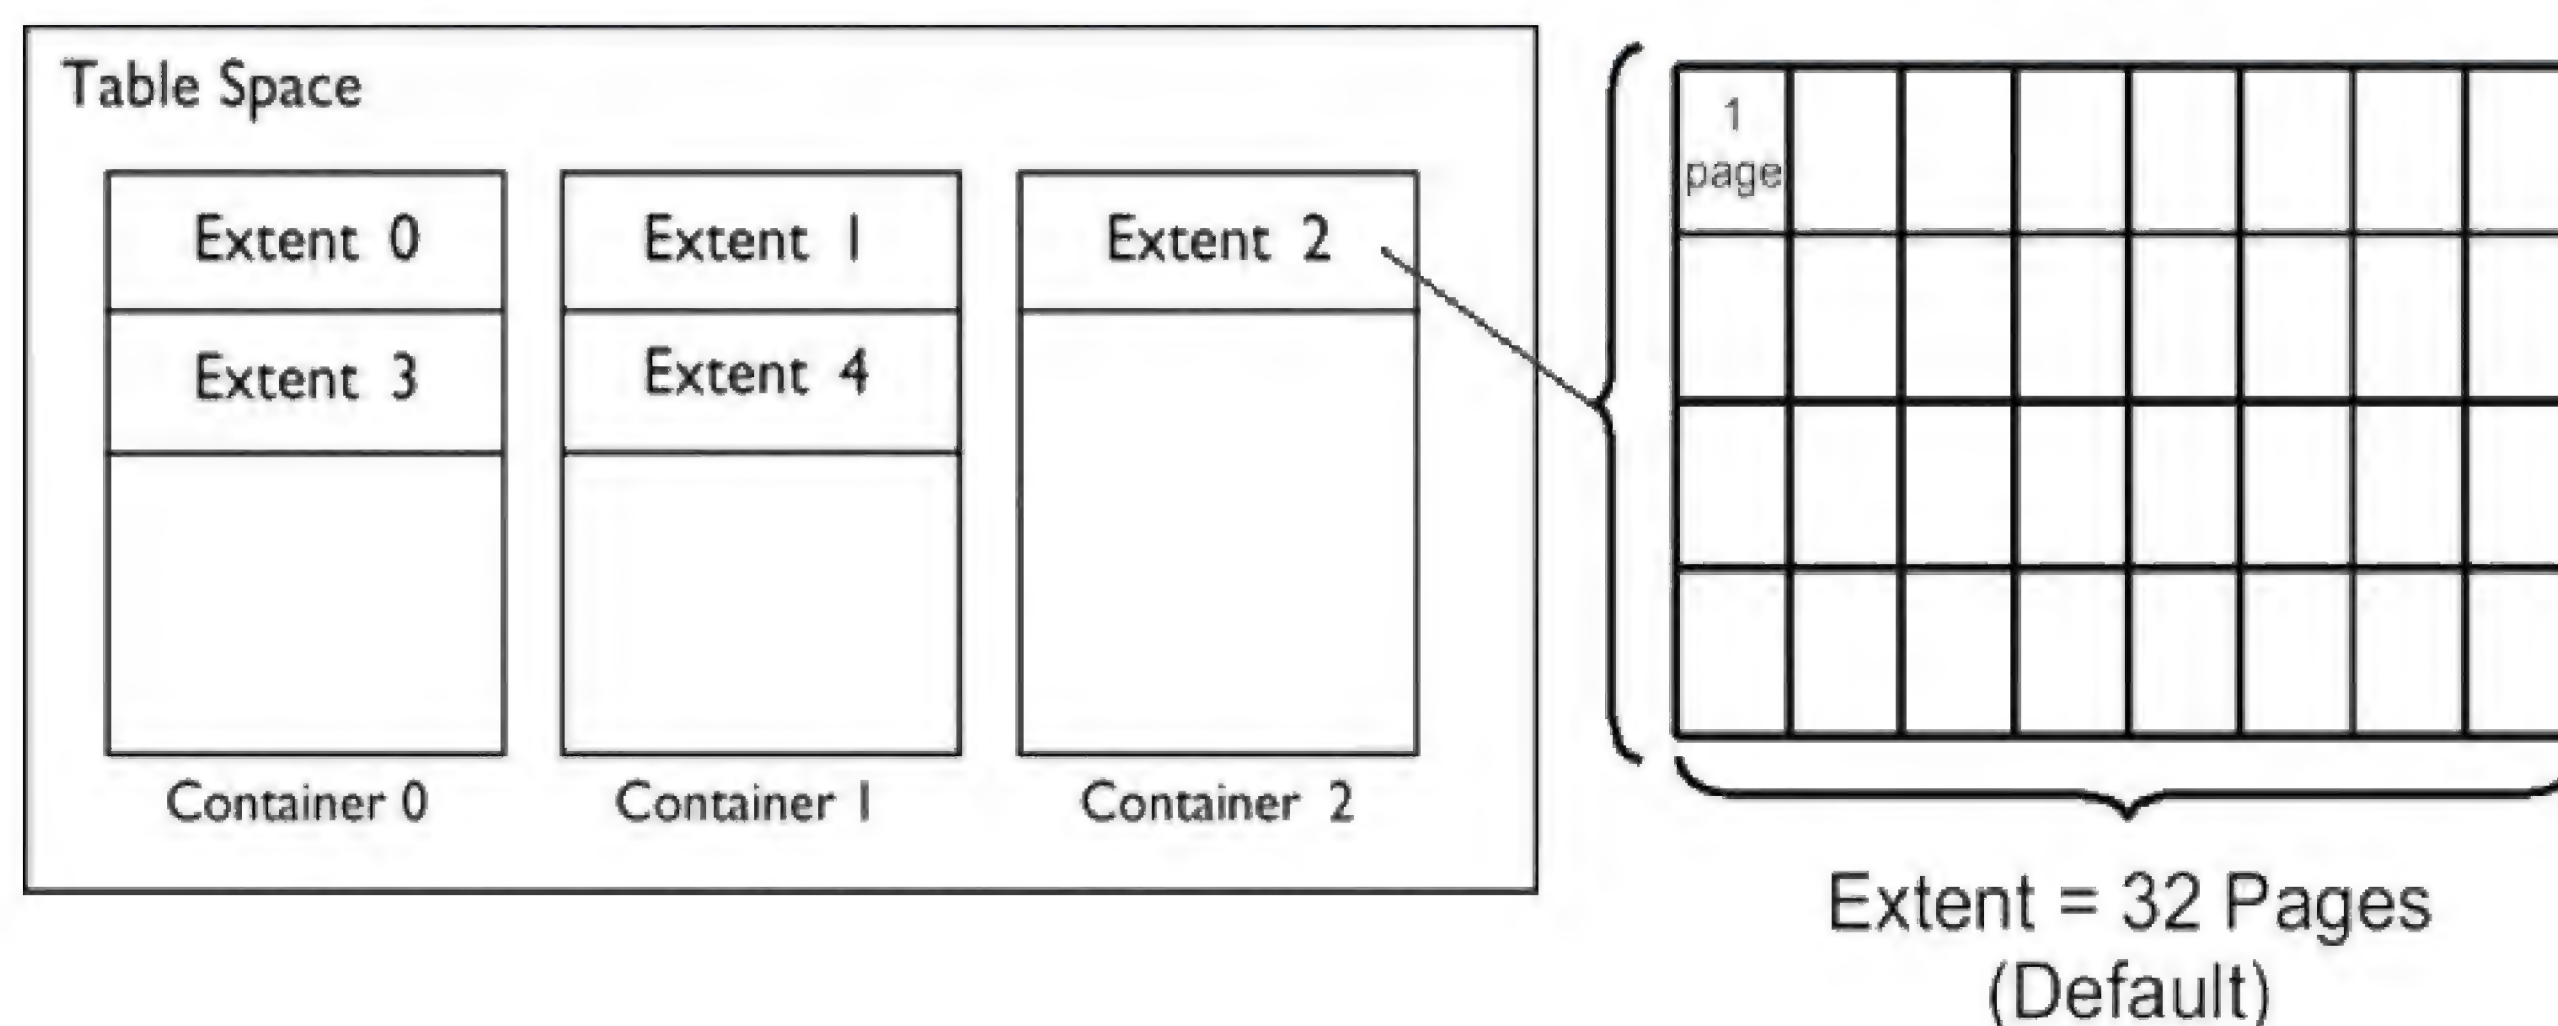 Table Space
Extent 0
Extent 1
Extent 2
Extent 3
Extent 4
Container 0
Container 1
Container 2
1
page
Extent = 32 Pages
(Default)